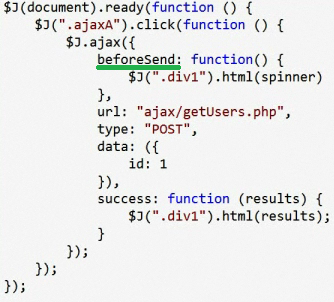 $J(document).ready(function () {
    $J(".ajaxA").click(function () {
        $J.ajax({
            beforeSend: function() {
                $J(".div1").html(spinner)
            },
            url: "ajax/getUsers.php",
            type: "POST",
            data: ({
                id: 1
            }),
            success: function (results) {
                $J(".div1").html(results);
            }
        });
    });
});